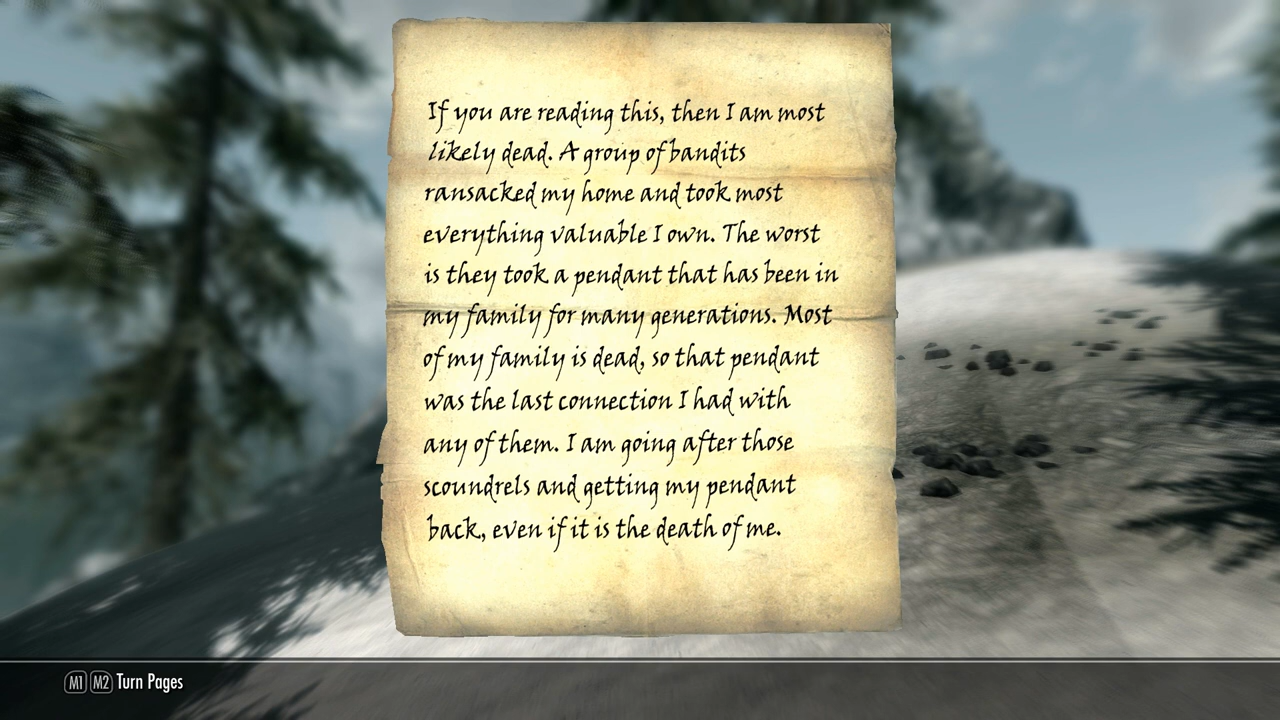 If you are reading this, then I am most
likely dead. A group of bandits
ransacked my home and took most
everything valuable I own. The worst
is they took a pendant that has been in
my family for many generations. Most
of my family is dead, so that pendant
was the last connection I had with
any of them. I am going after those
scoundrels and getting my pendant
back, even if it is the death of me.
M1 M2 Turn Pages